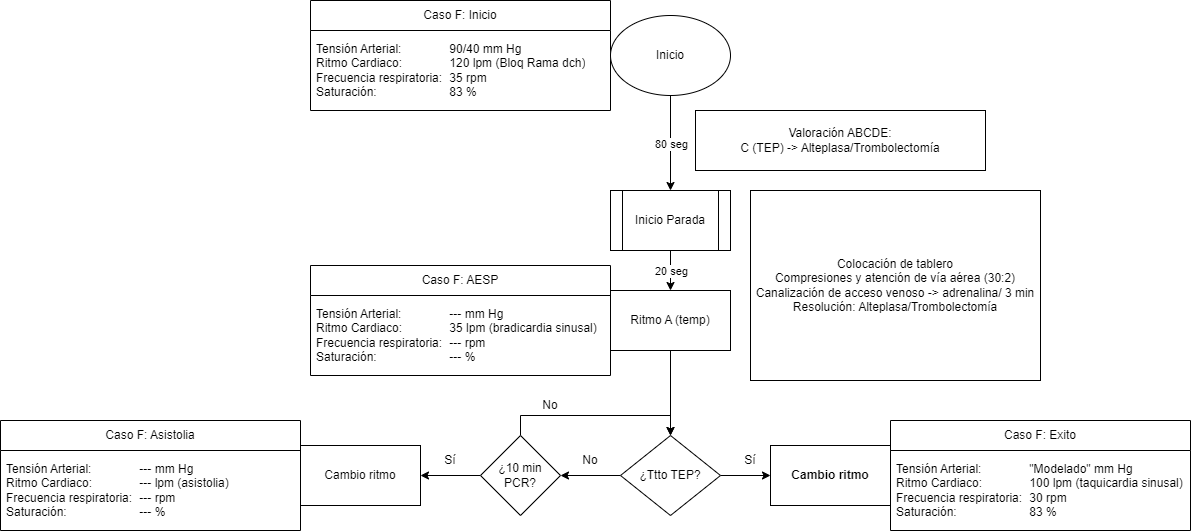 Caso F: Inicio
Tensión Arterial: 90/40 mm Hg
Ritmo Cardiaco: 120 lpm (Bloq Rama dch)
Frecuencia respiratoria: 35 rpm
Saturación: 83 %
Inicio
80 seg
Valoración ABCDE:
C (TEP) -> Alteplasa/Trombolectomía
Inicio Parada
20 seg
Colocación de tablero
Compresiones y atención de vía aérea (30:2)
Canalización de acceso venoso -> adrenalina/ 3 min
Resolución: Alteplasa/Trombolectomía
Caso F: AESP
Tensión Arterial: --- mm Hg
Ritmo Cardiaco: 35 lpm (bradicardia sinusal)
Frecuencia respiratoria: --- rpm
Saturación: --- %
Ritmo A (temp)
No
Caso F: Asistolia
Tensión Arterial: --- mm Hg
Ritmo Cardiaco: --- lpm (asistolia)
Frecuencia respiratoria: --- rpm
Saturación: --- %
Cambio ritmo
Sí
¿10 min
PCR?
No
¿Ttto TEP?
Sí
Cambio ritmo
Caso F: Exito
Tensión Arterial: "Modelado" mm Hg
Ritmo Cardiaco: 100 lpm (taquicardia sinusal)
Frecuencia respiratoria: 30 rpm
Saturación: 83 %